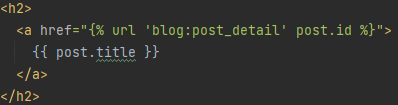 <h2>
<a href="{% url 'blog:post_detail' post.id %}">
{{ post.title }}
</a>
</h2>